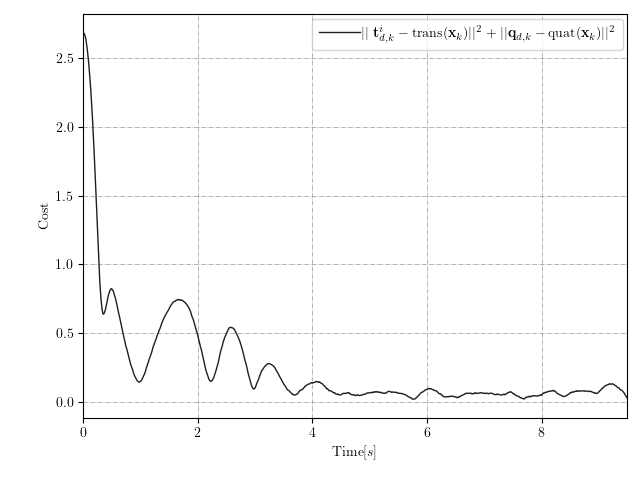 || t^i_{d,k} − trans(x_k)||^2 + ||q_{d,k} − quat(x_k)||^2
2.5
2.0
1.5
1.0
0.5
0.0
Cost
0 2 4 6 8
Time[s]